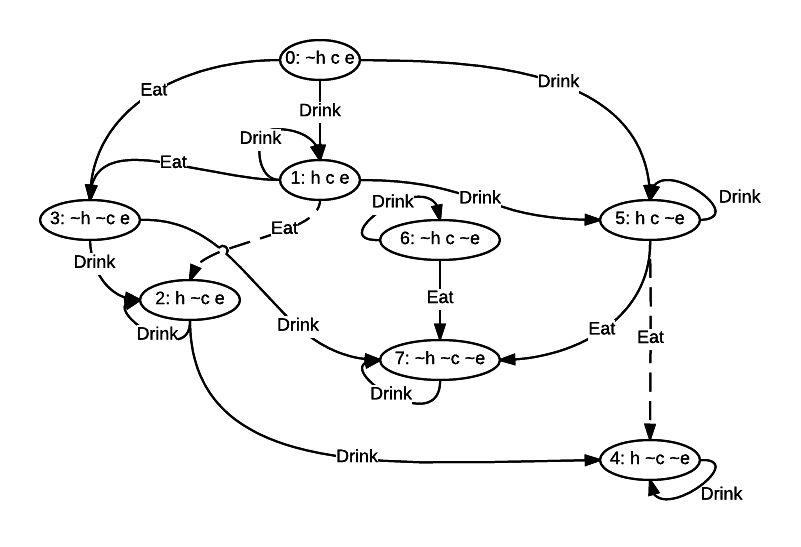 0: ~h c e
Drink
Eat
Drink
Drink
Eat
1: h c e
Drink
Drink
Drink
3: ~h ~c e
5: h c ~e
Eat
6: ~h c ~e
Drink
2: h ~c e
Eat
Drink
Drink
Eat
Eat
7: ~h ~c ~e
Drink
Drink
4: h ~c ~e
Drink